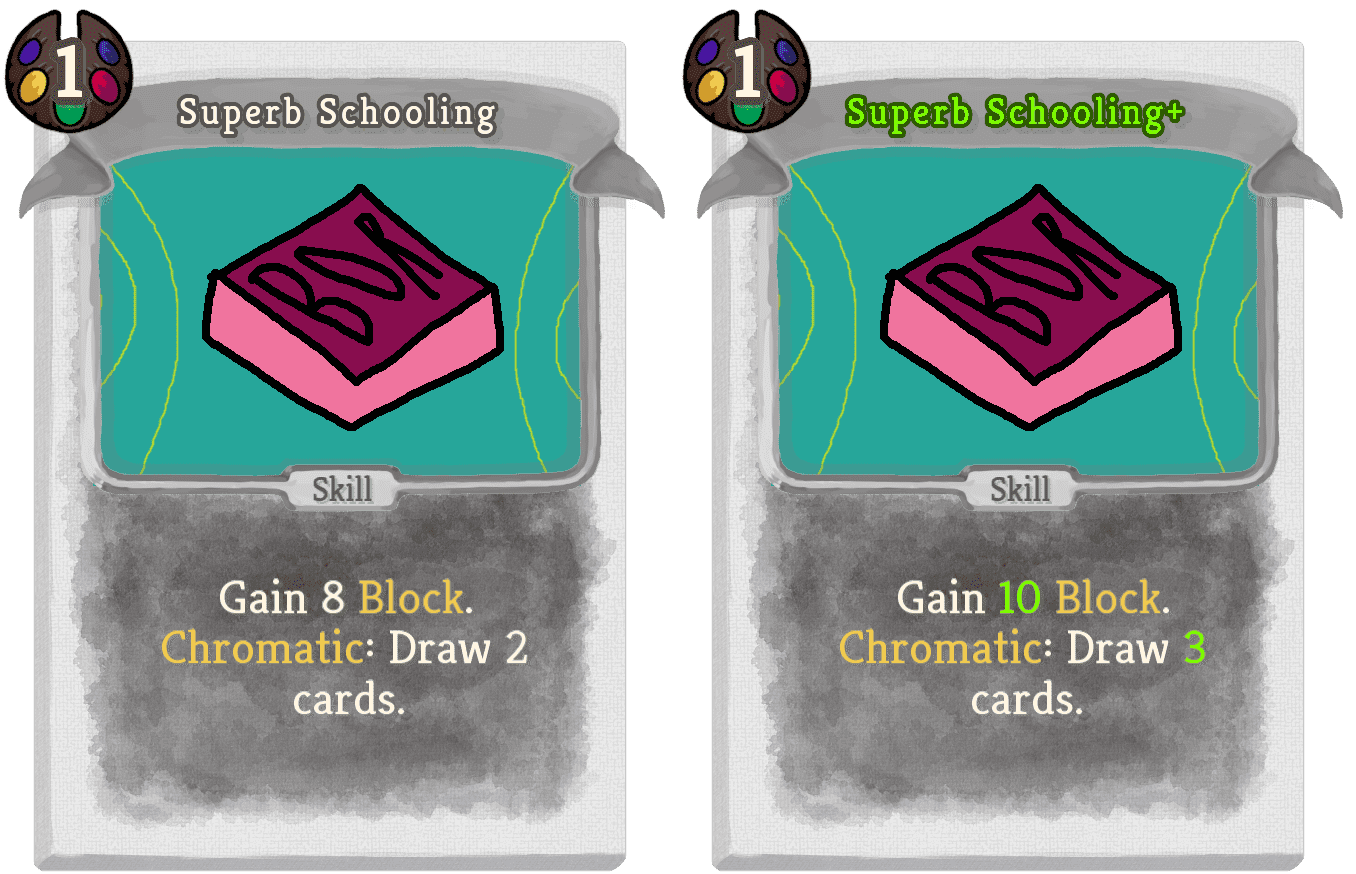 1
Superb Schooling
BOX
Skill
Gain 8 Block.
Chromatic: Draw 2
cards.
1
Superb Schooling+
BOX
Skill
Gain 10 Block.
Chromatic: Draw 3
cards.